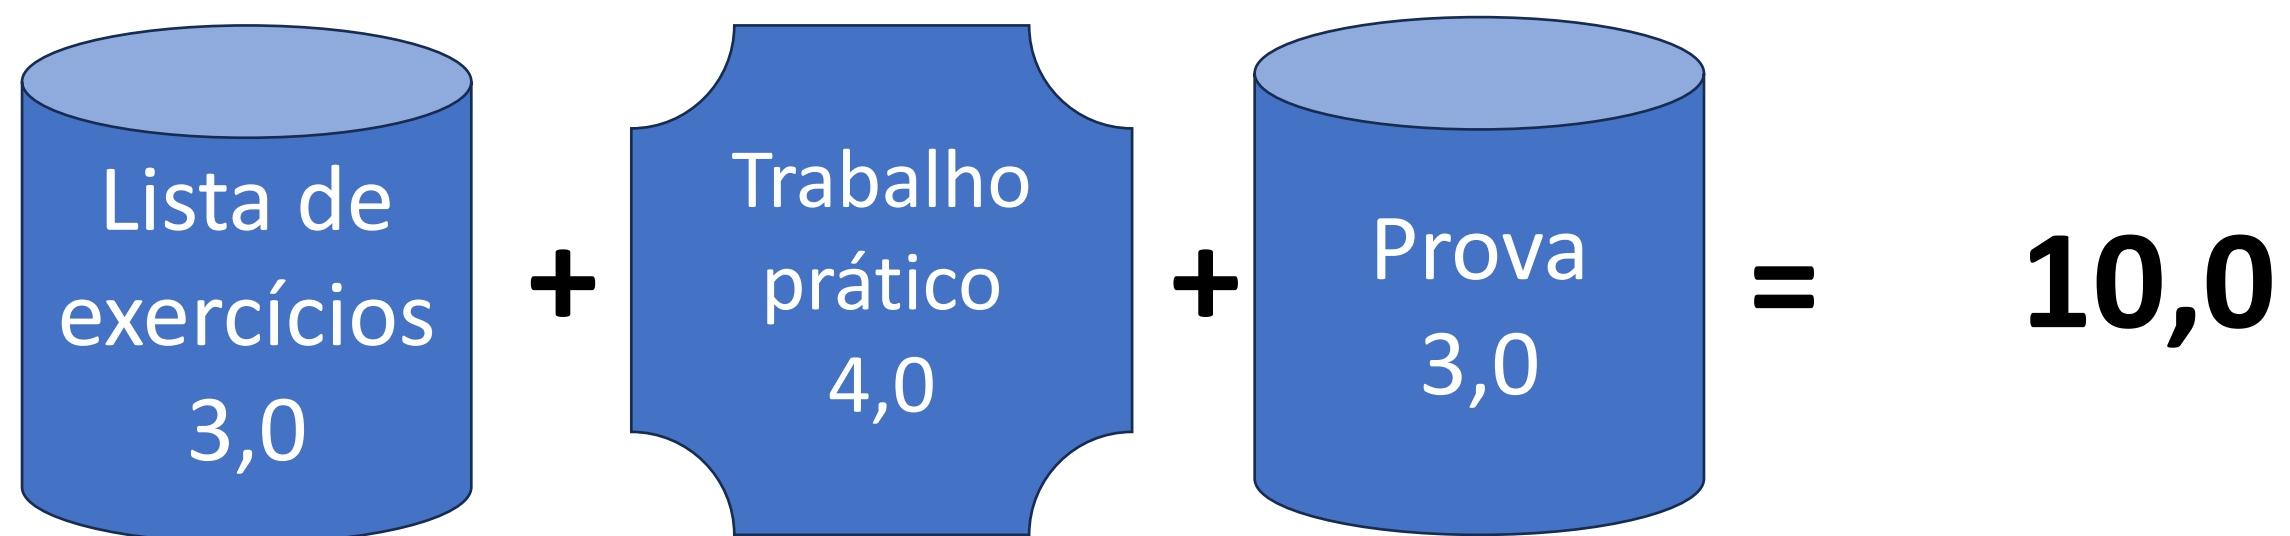 Lista de
exercícios
3,0
+
Trabalho
prático
4,0
+
Prova
3,0
=
10,0